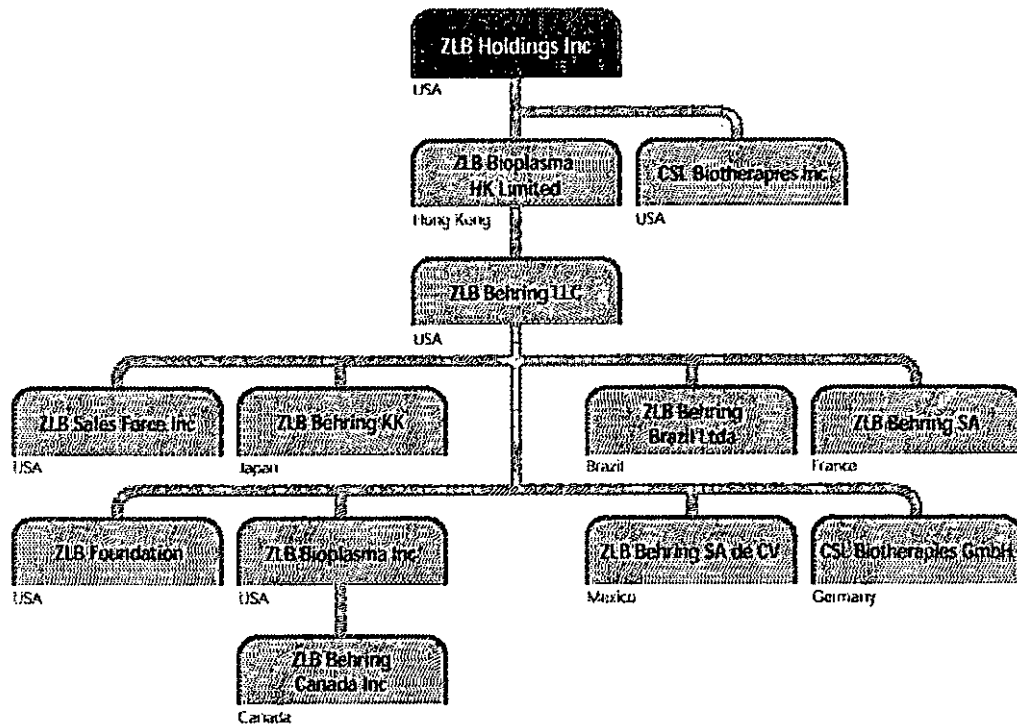 ZLB Holdings Inc
USA
ZLB Bioplasma
HK Limited
CSL Biotherapies Inc
Hong Kong
USA
ZLB Behring LLC
USA
ZLB Sales Force Inc
ZLB Behring KK
ZLB Behring
Brazil Ltda
ZLB Behring SA
USA
Japan
Brazil
France
ZLB Foundation
ZLB Bioplasma Inc
ZLB Behring SA de CV
CSL Biotherapies GmbH
USA
USA
Mexico
Germany
ZLB Behring
Canada Inc
Canada